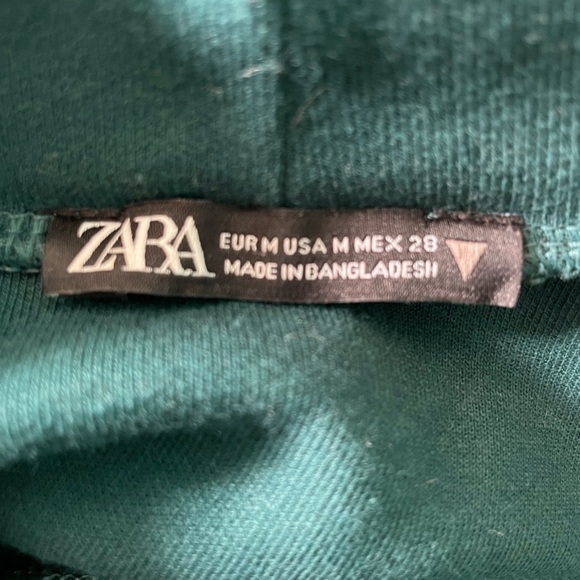 ZARA
EUR M USA M MEX 28
MADE IN BANGLADESH